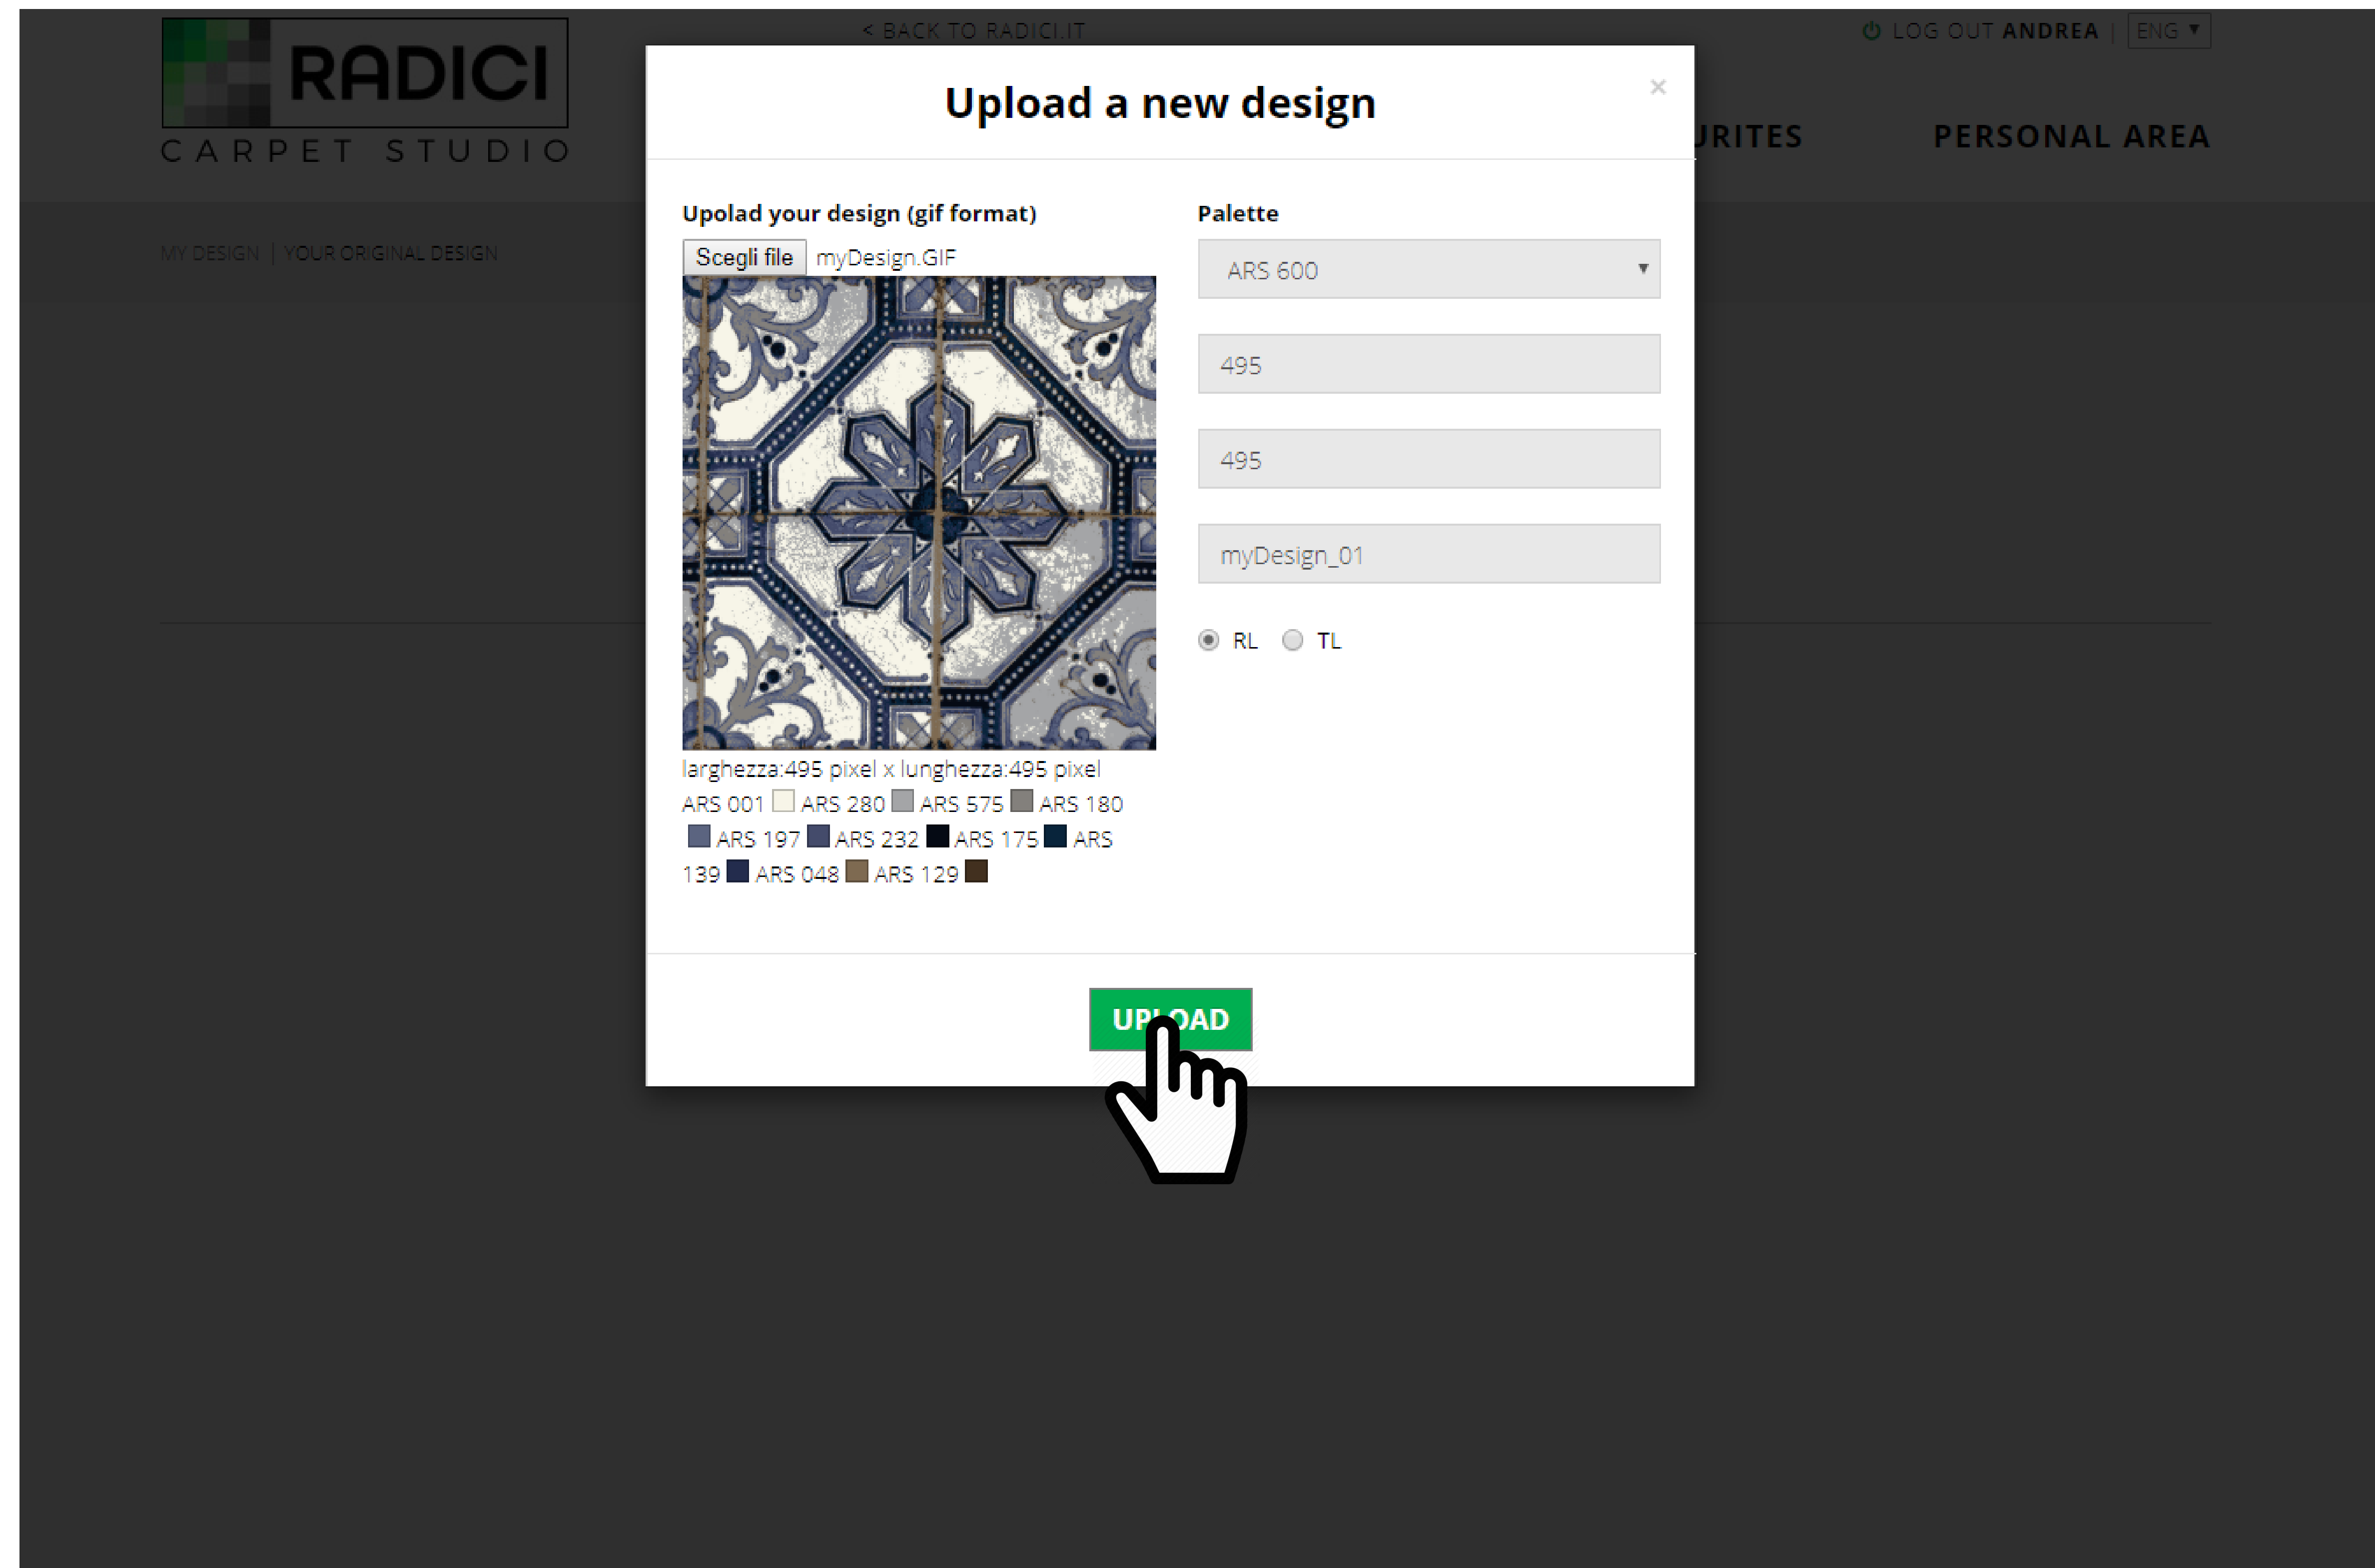 < BACK TO RADICI.IT
LOG OUT ANDREA | ENG
RADICI
CARPET STUDIO
URITES
PERSONAL AREA
MY DESIGN | YOUR ORIGINAL DESIGN
Upload a new design
×
Upolad your design (gif format)
Scegli file myDesign.GIF
larghezza:495 pixel x lunghezza:495 pixel
ARS 001 ARS 280 ARS 575 ARS 180
ARS 197 ARS 232 ARS 175 ARS
139 ARS 048 ARS 129
Palette
ARS 600
495
495
myDesign_01
RL TL
UPLOAD